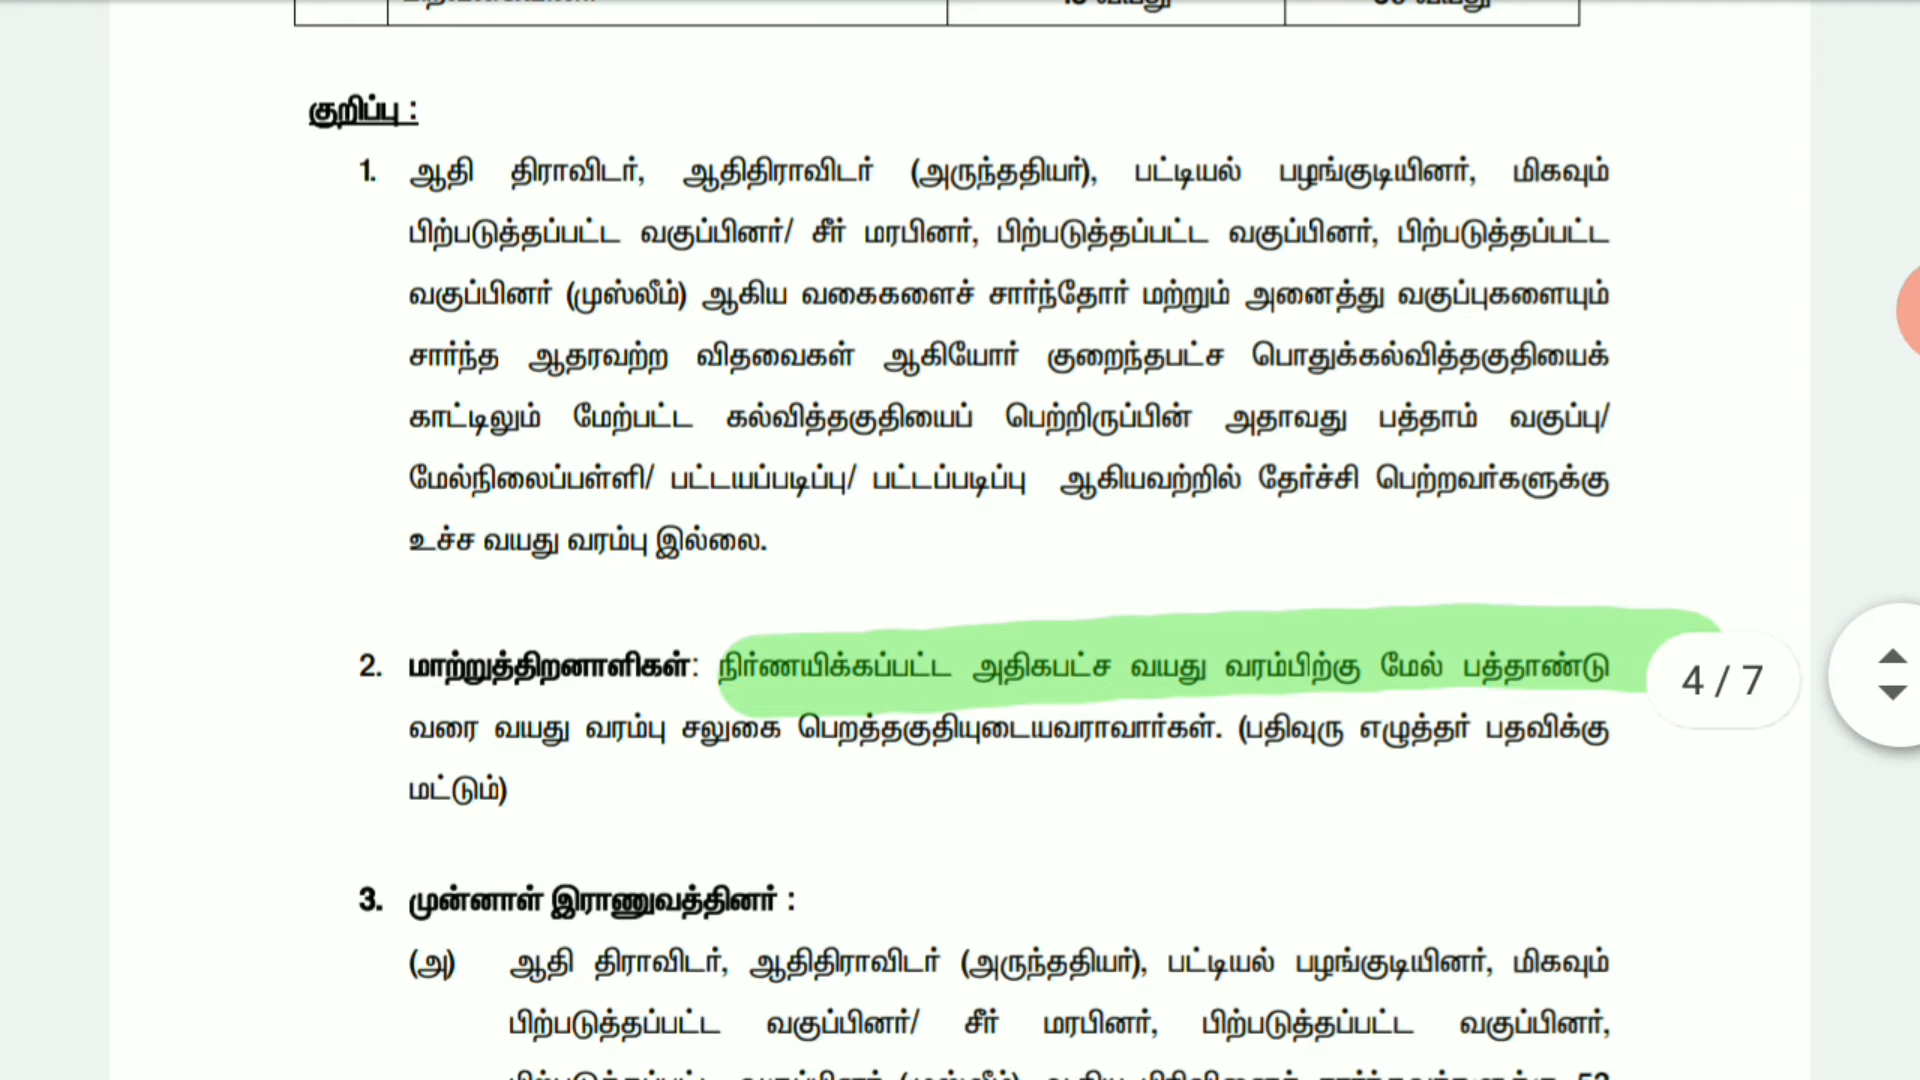 குறிப்பு :
1. ஆதி திராவிடர், ஆதிதிராவிடர் (அருந்ததியர்), பட்டியல் பழங்குடியினர், மிகவும்
பிற்படுத்தப்பட்ட வகுப்பினர்/ சீர் மரபினர், பிற்படுத்தப்பட்ட வகுப்பினர், பிற்படுத்தப்பட்ட
வகுப்பினர் (முஸ்லீம்) ஆகிய வகைகளைச் சார்ந்தோர் மற்றும் அனைத்து வகுப்புகளையும்
சார்ந்த ஆதரவற்ற விதவைகள் ஆகியோர் குறைந்தபட்ச பொதுக்கல்வித்தகுதியைக்
காட்டிலும் மேற்பட்ட கல்வித்தகுதியைப் பெற்றிருப்பின் அதாவது பத்தாம் வகுப்பு/
மேல்நிலைப்பள்ளி/ பட்டயப்படிப்பு/ பட்டப்படிப்பு ஆகியவற்றில் தேர்ச்சி பெற்றவர்களுக்கு
உச்ச வயது வரம்பு இல்லை.
2. மாற்றுத்திறனாளிகள்: நிர்ணயிக்கப்பட்ட அதிகபட்ச வயது வரம்பிற்கு மேல் பத்தாண்டு
4 / 7
வரை வயது வரம்பு சலுகை பெறத்தகுதியுடையவராவார்கள். (பதிவுரு எழுத்தர் பதவிக்கு
மட்டும்)
3. முன்னாள் இராணுவத்தினர் :
(அ) ஆதி திராவிடர், ஆதிதிராவிடர் (அருந்ததியர்), பட்டியல் பழங்குடியினர், மிகவும்
பிற்படுத்தப்பட்ட வகுப்பினர்/ சீர் மரபினர், பிற்படுத்தப்பட்ட வகுப்பினர்,